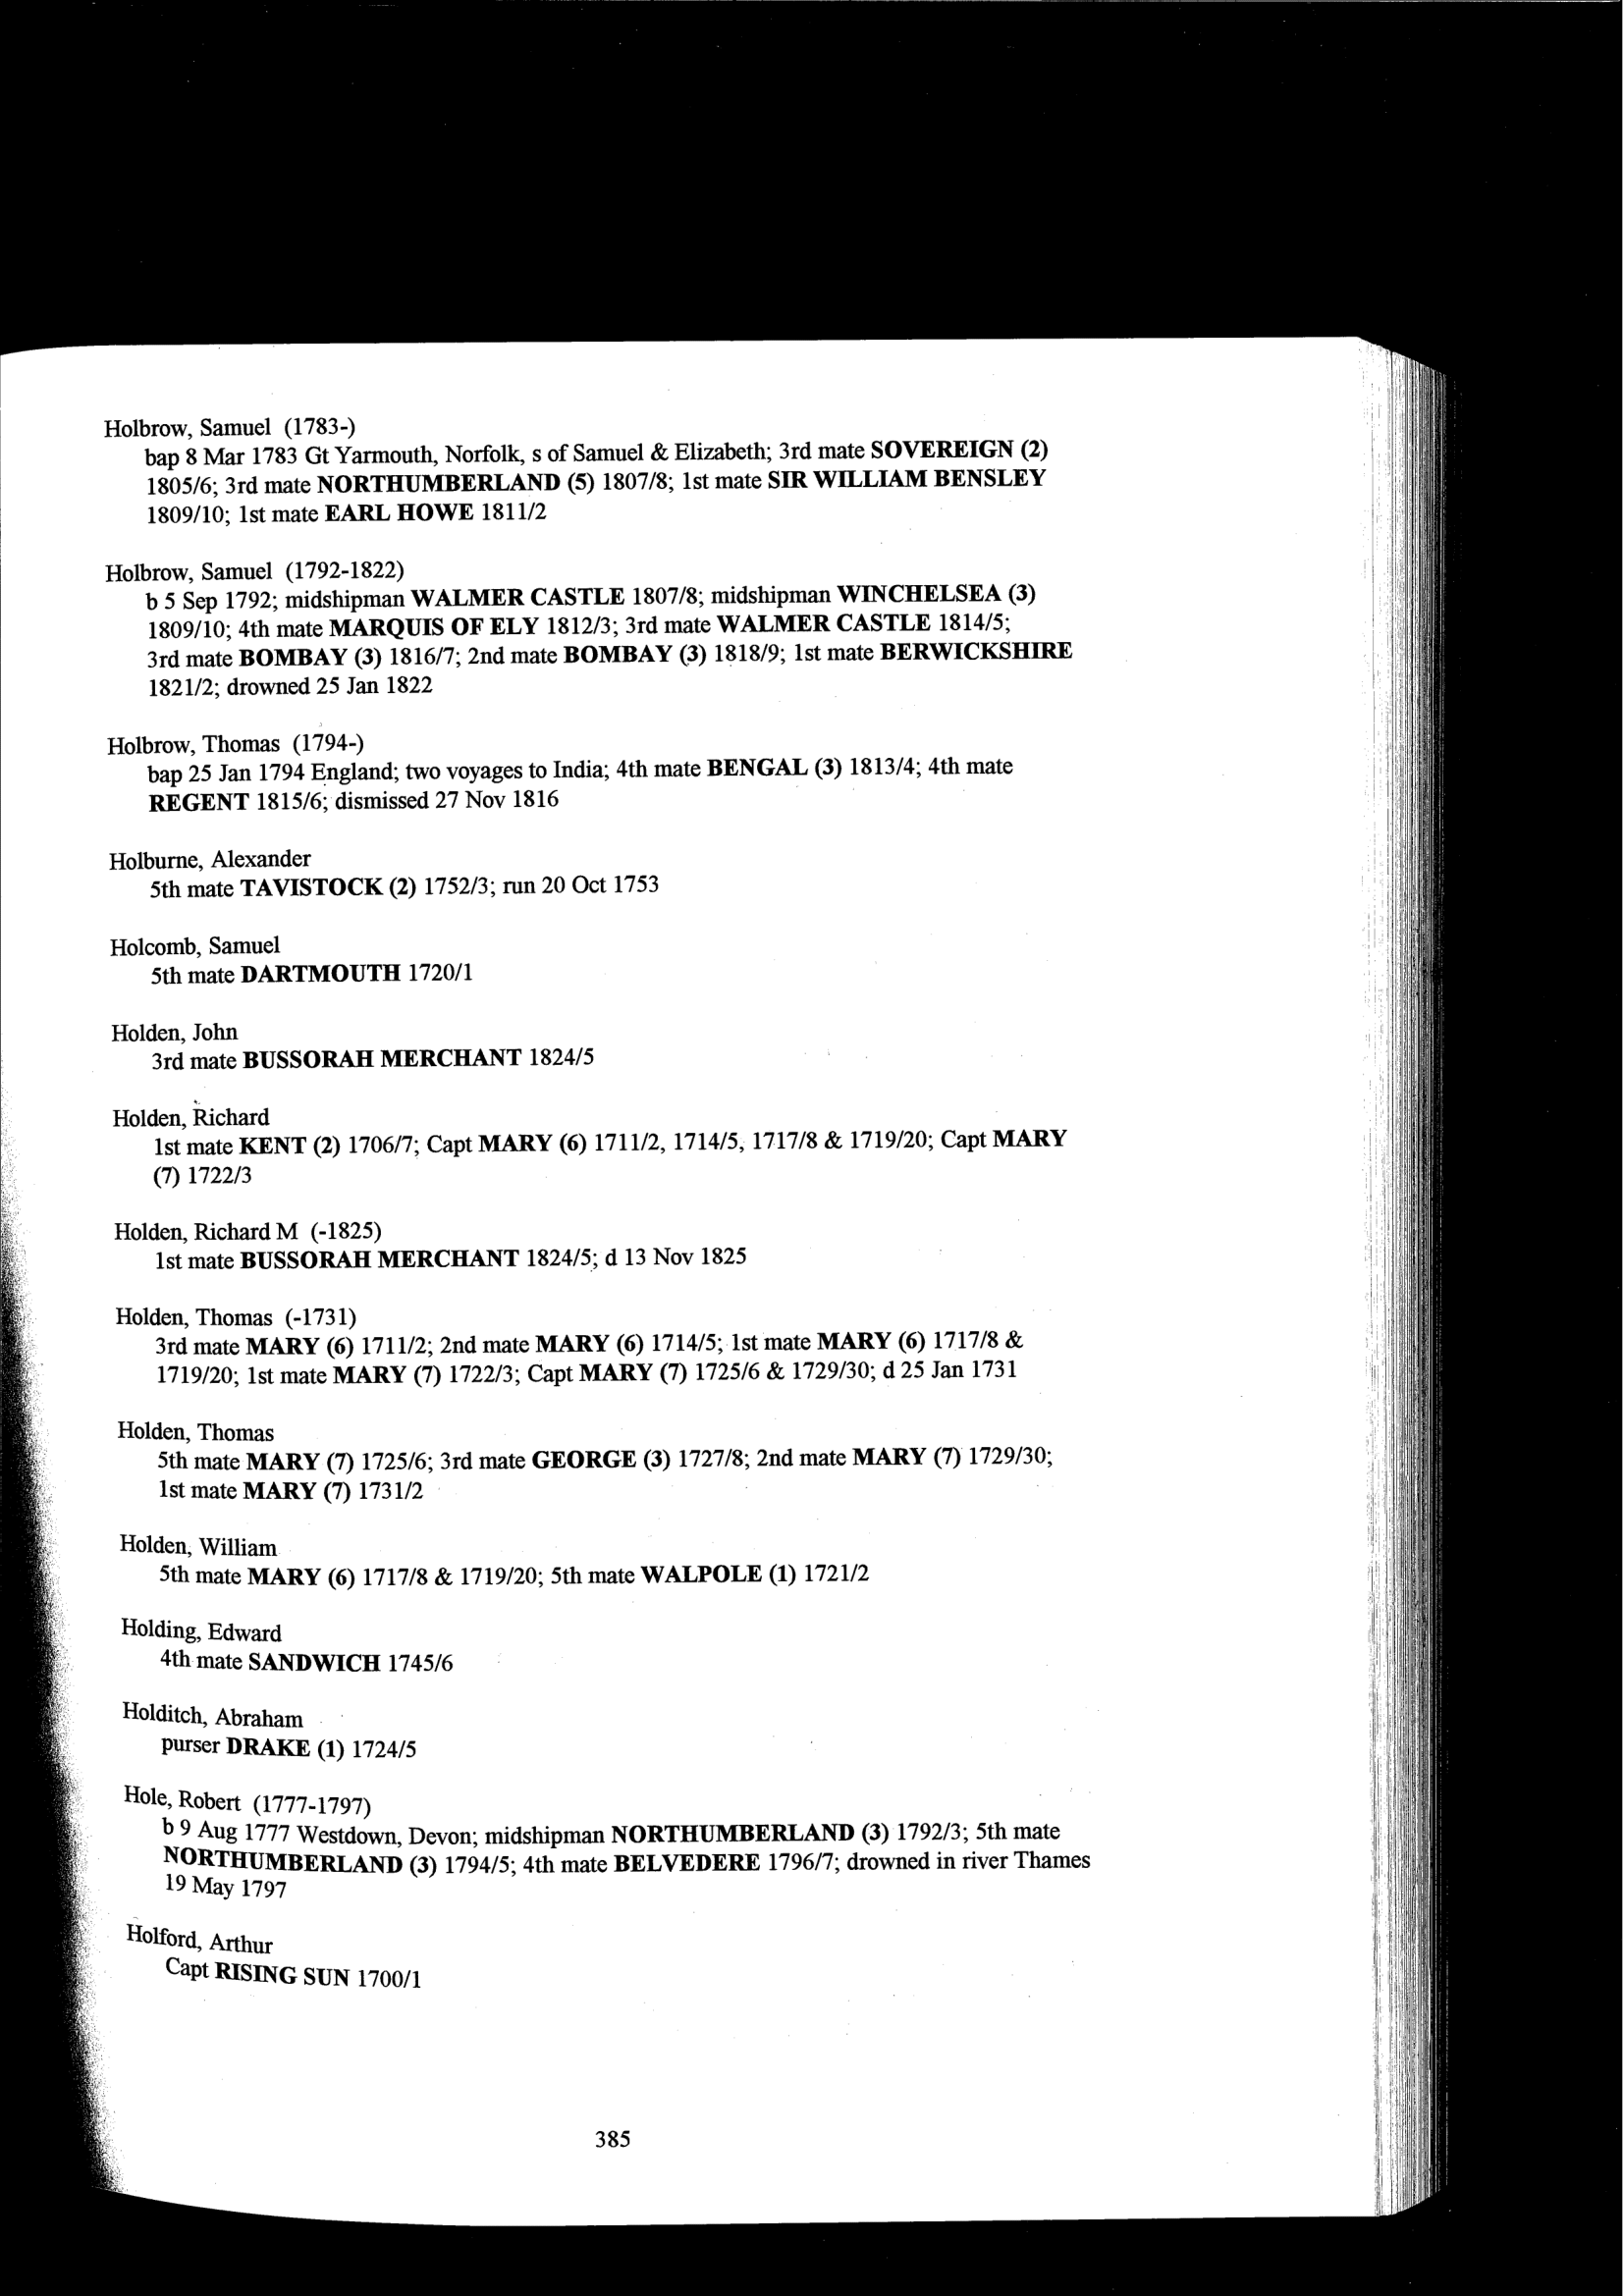 Holbrow, Samuel (1783-)
bap 8 Mar 1783 Gt Yarmouth, Norfolk, s of Samuel & Elizabeth; 3rd mate SOVEREIGN (2)
1805/6; 3rd mate NORTHUMBERLAND (5) 1807/8; 1st mate SIR WILLIAM BENSLEY
1809/10; 1st mate EARL HOWE 1811/2
Holbrow, Samuel (1792-1822)
b 5 Sep 1792; midshipman WALMER CASTLE 1807/8; midshipman WINCHELSEA (3)
1809/10; 4th mate MARQUIS OF ELY 1812/3; 3rd mate WALMER CASTLE 1814/5;
3rd mate BOMBAY (3) 1816/7; 2nd mate BOMBAY (3) 1818/9; 1st mate BERWICKSHIRE
1821/2; drowned 25 Jan 1822
Holbrow, Thomas (1794-)
bap 25 Jan 1794 England; two voyages to India; 4th mate BENGAL (3) 1813/4; 4th mate
REGENT 1815/6; dismissed 27 Nov 1816
Holburne, Alexander
5th mate TAVISTOCK (2) 1752/3; run 20 Oct 1753
Holcomb, Samuel
5th mate DARTMOUTH 1720/1
Holden, John
3rd mate BUSSORAH MERCHANT 1824/5
Holden, Richard
1st mate KENT (2) 1706/7; Capt MARY (6) 1711/2, 1714/5, 1717/8 & 1719/20; Capt MARY
(7) 1722/3
Holden, Richard M (-1825)
1st mate BUSSORAH MERCHANT 1824/5; d 13 Nov 1825
Holden, Thomas (-1731)
3rd mate MARY (6) 1711/2; 2nd mate MARY (6) 1714/5; 1st mate MARY (6) 1717/8 &
1719/20; 1st mate MARY (7) 1722/3; Capt MARY (7) 1725/6 & 1729/30; d 25 Jan 1731
Holden, Thomas
5th mate MARY (7) 1725/6; 3rd mate GEORGE (3) 1727/8; 2nd mate MARY (7) 1729/30;
1st mate MARY (7) 1731/2
Holden, William
5th mate MARY (6) 1717/8 & 1719/20; 5th mate WALPOLE (1) 1721/2
Holding, Edward
4th mate SANDWICH 1745/6
Holditch, Abraham
purser DRAKE (1) 1724/5
Hole, Robert (1777-1797)
b 9 Aug 1777 Westdown, Devon; midshipman NORTHUMBERLAND (3) 1792/3; 5th mate
NORTHUMBERLAND (3) 1794/5; 4th mate BELVEDERE 1796/7; drowned in river Thames
19 May 1797
Holford, Arthur
Capt RISING SUN 1700/1
385